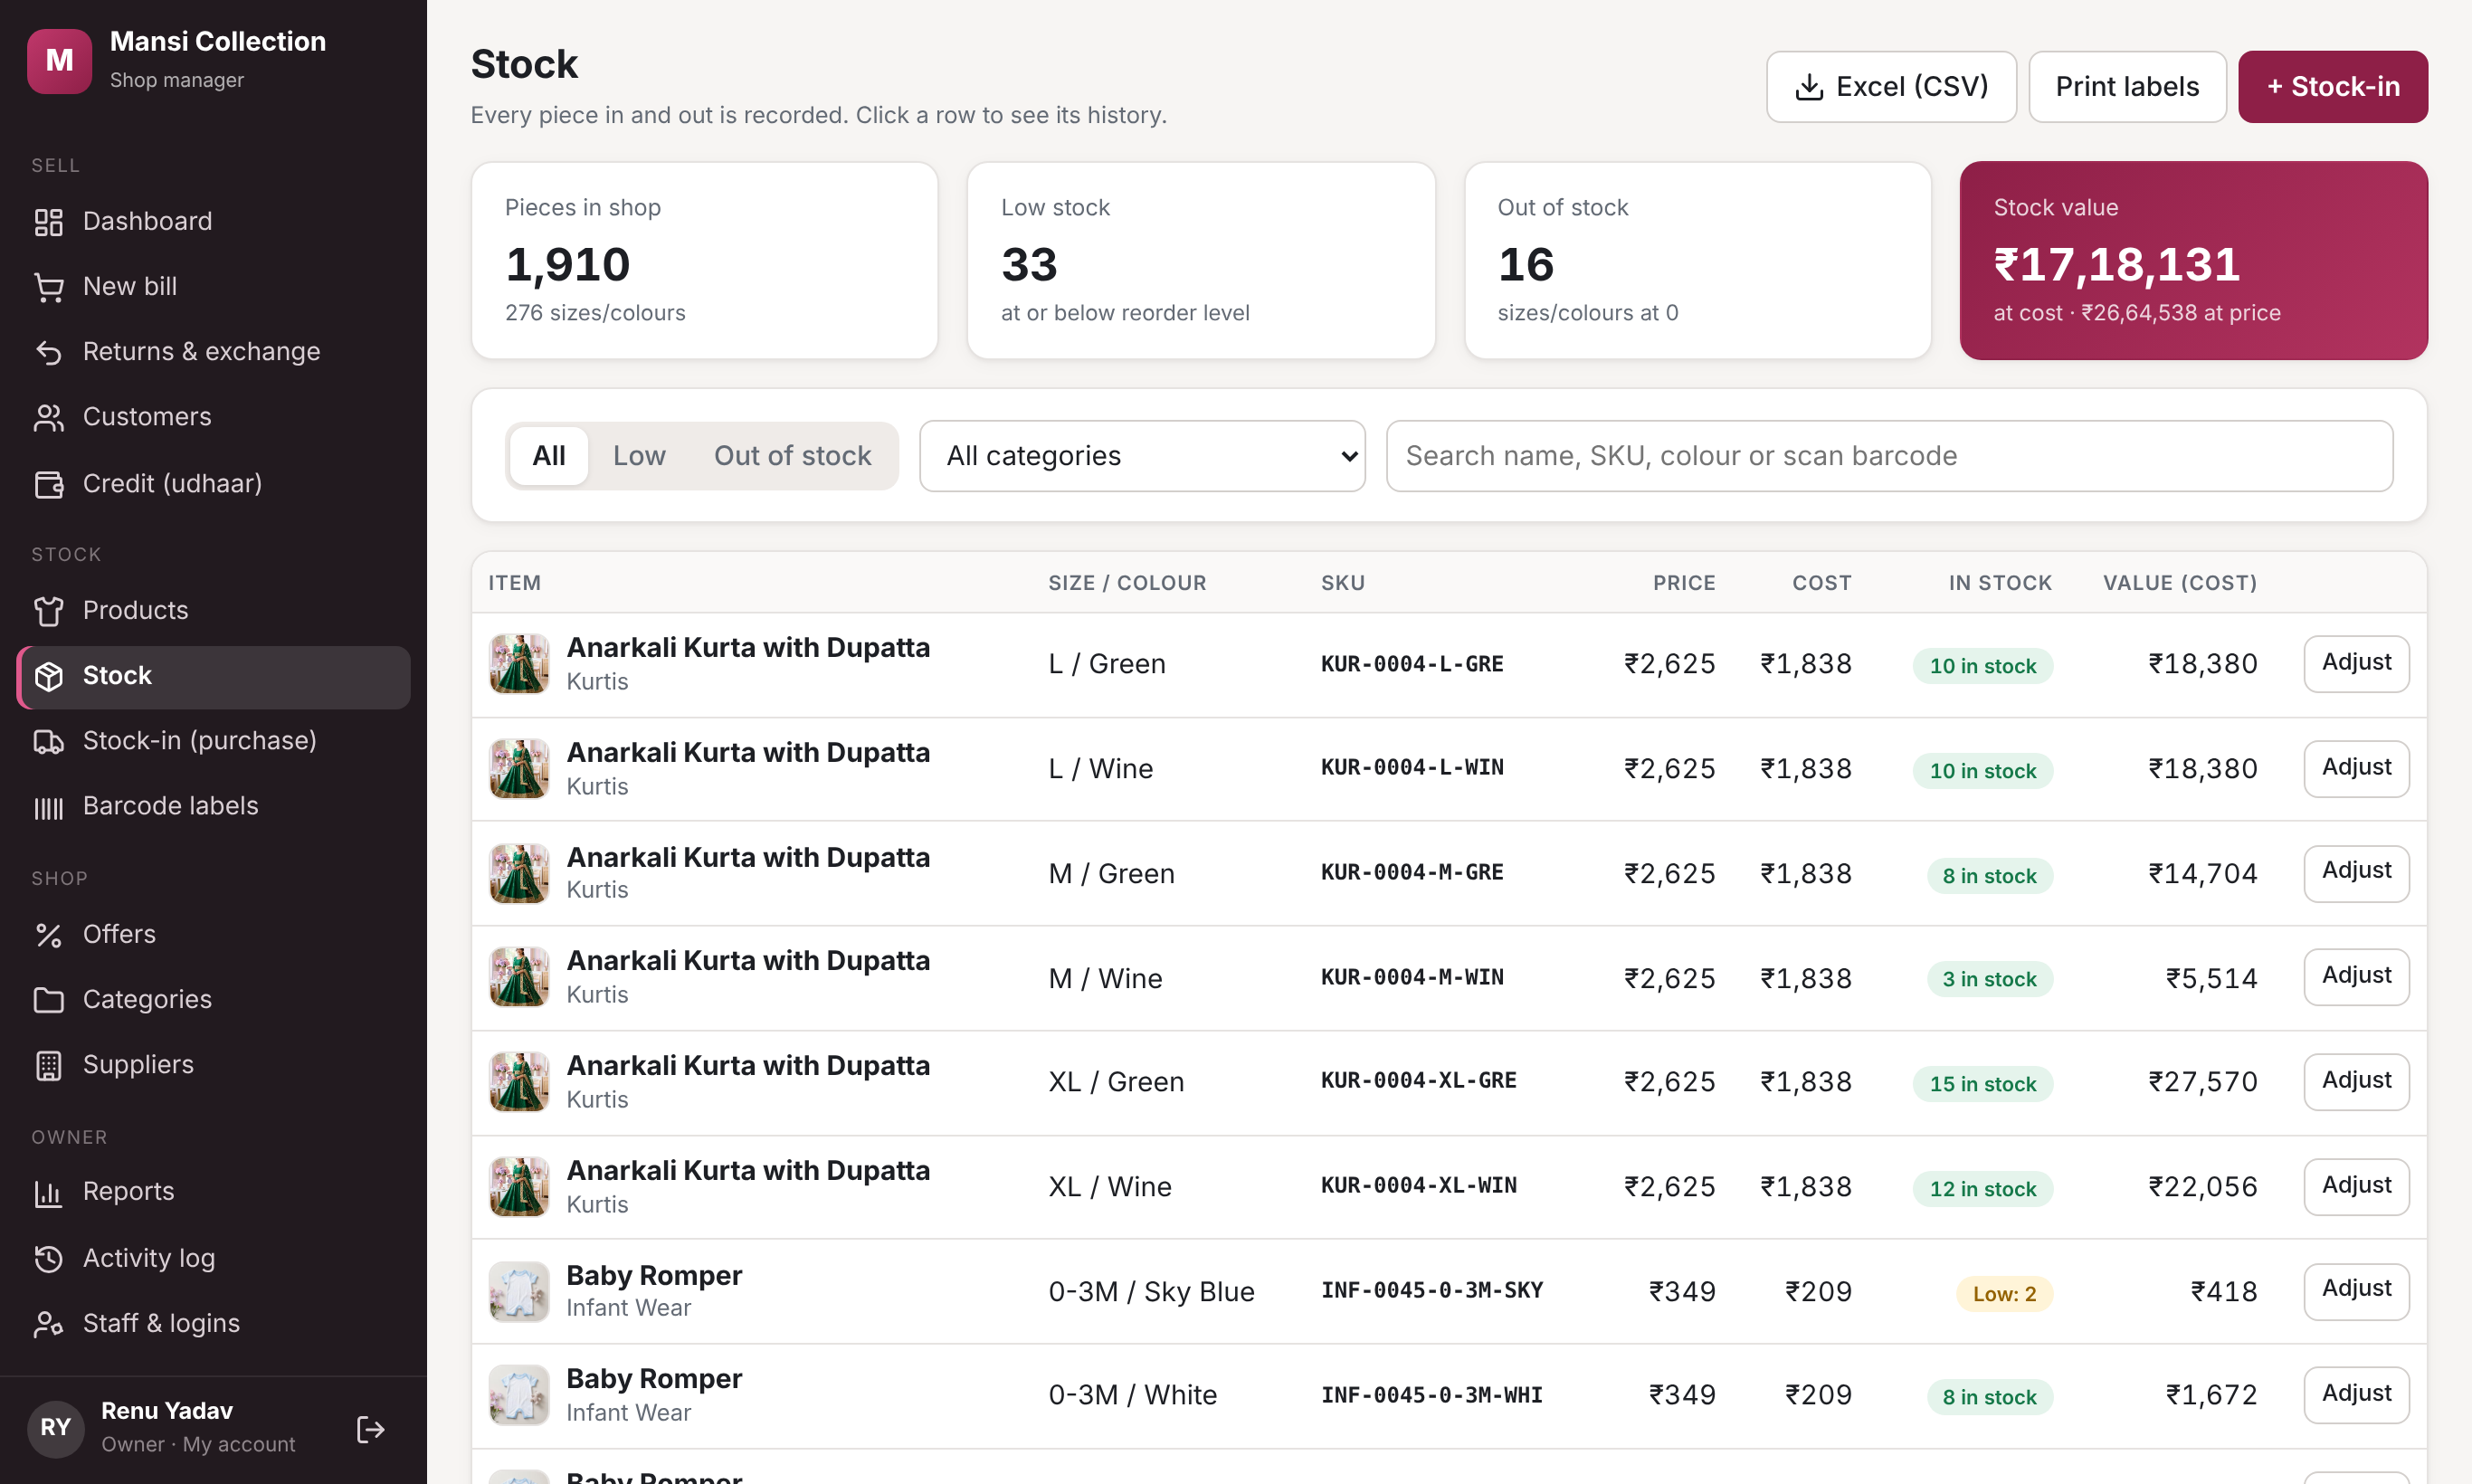 M
Mansi Collection
Shop manager
SELL
Dashboard
New bill
Returns & exchange
Customers
Credit (udhaar)
STOCK
Products
Stock
Stock-in (purchase)
Barcode labels
SHOP
Offers
Categories
Suppliers
OWNER
Reports
Activity log
Staff & logins
RY
Renu Yadav
Owner · My account
Stock
Every piece in and out is recorded. Click a row to see its history.
Excel (CSV)
Print labels
+ Stock-in
Pieces in shop
1,910
276 sizes/colours
Low stock
33
at or below reorder level
Out of stock
16
sizes/colours at 0
Stock value
₹17,18,131
at cost · ₹26,64,538 at price
All Low Out of stock
All categories
Search name, SKU, colour or scan barcode
ITEM SIZE / COLOUR SKU PRICE COST IN STOCK VALUE (COST)
Anarkali Kurta with Dupatta
Kurtis
L / Green KUR-0004-L-GRE ₹2,625 ₹1,838 10 in stock ₹18,380 Adjust
Anarkali Kurta with Dupatta
Kurtis
L / Wine KUR-0004-L-WIN ₹2,625 ₹1,838 10 in stock ₹18,380 Adjust
Anarkali Kurta with Dupatta
Kurtis
M / Green KUR-0004-M-GRE ₹2,625 ₹1,838 8 in stock ₹14,704 Adjust
Anarkali Kurta with Dupatta
Kurtis
M / Wine KUR-0004-M-WIN ₹2,625 ₹1,838 3 in stock ₹5,514 Adjust
Anarkali Kurta with Dupatta
Kurtis
XL / Green KUR-0004-XL-GRE ₹2,625 ₹1,838 15 in stock ₹27,570 Adjust
Anarkali Kurta with Dupatta
Kurtis
XL / Wine KUR-0004-XL-WIN ₹2,625 ₹1,838 12 in stock ₹22,056 Adjust
Baby Romper
Infant Wear
0-3M / Sky Blue INF-0045-0-3M-SKY ₹349 ₹209 Low: 2 ₹418 Adjust
Baby Romper
Infant Wear
0-3M / White INF-0045-0-3M-WHI ₹349 ₹209 8 in stock ₹1,672 Adjust
Baby Romper